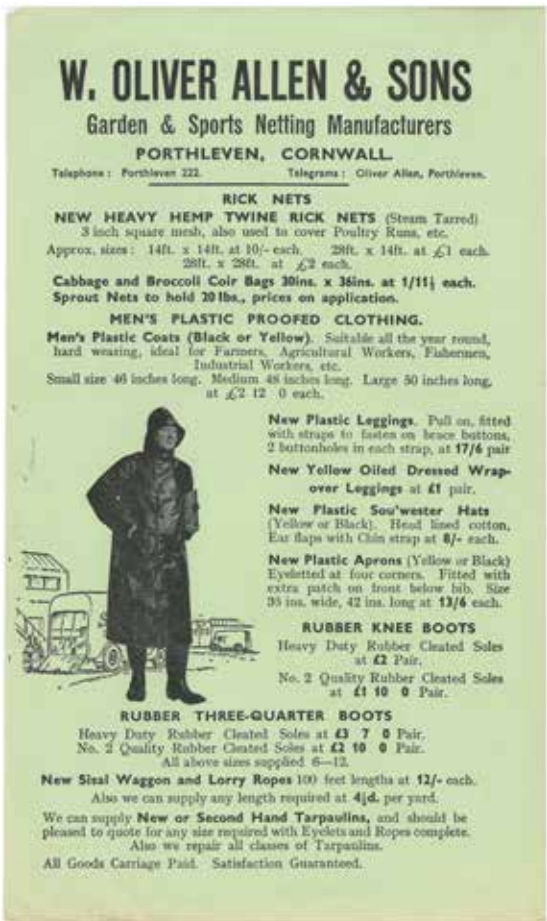 W. OLIVER ALLEN & SONS
Garden & Sports Netting Manufacturers
PORTHLEVEN, CORNWALL.
Telephone : Porthleven 222. Telegrams : Oliver Allen, Porthleven.
RICK NETS
NEW HEAVY HEMP TWINE RICK NETS (Steam Tarred)
3 inch square mesh, also used to cover Poultry Runs, etc.
Approx. sizes : 14ft. x 14ft. at 10/- each. 28ft. x 14ft. at £1 each.
28ft. x 28ft. at £2 each.
Cabbage and Broccoli Coir Bags 30ins. x 36ins. at 1/11½ each.
Sprout Nets to hold 20 lbs., prices on application.
MEN'S PLASTIC PROOFED CLOTHING.
Men's Plastic Coats (Black or Yellow). Suitable all the year round,
hard wearing, ideal for Farmers, Agricultural Workers, Fishermen,
Industrial Workers, etc.
Small size 46 inches long. Medium 48 inches long. Large 50 inches long,
at £2 12 0 each.
New Plastic Leggings. Pull on, fitted
with straps to fasten on brace buttons,
2 buttonholes in each strap, at 17/6 pair
New Yellow Oiled Dressed Wrap-
over Leggings at £1 pair.
New Plastic Sou'wester Hats
(Yellow or Black). Head lined cotton,
Ear flaps with Chin strap at 8/- each.
New Plastic Aprons (Yellow or Black)
Eyeletted at four corners. Fitted with
extra patch on front below bib. Size
ins. wide, 42 ins. long at 13/6 each.
RUBBER KNEE BOOTS
Heavy Duty Rubber Cleated Soles
at £2 Pair.
No. 2 Quality Rubber Cleated Soles
at £1 10 0 Pair.
RUBBER THREE-QUARTER BOOTS
Heavy Duty Rubber Cleated Soles at £3 7 0 Pair.
No. 2 Quality Rubber Cleated Soles at £2 10 0 Pair.
All above sizes supplied 6—12.
New Sisal Waggon and Lorry Ropes 100 feet lengths at 12/- each.
Also we can supply any length required at per yard.
We can supply New or Second Hand Tarpaulins, and should be
pleased to quote for any size required with Eyelets and Ropes complete.
Also we repair all classes of Tarpaulins.
All Goods Carriage Paid. Satisfaction Guaranteed.